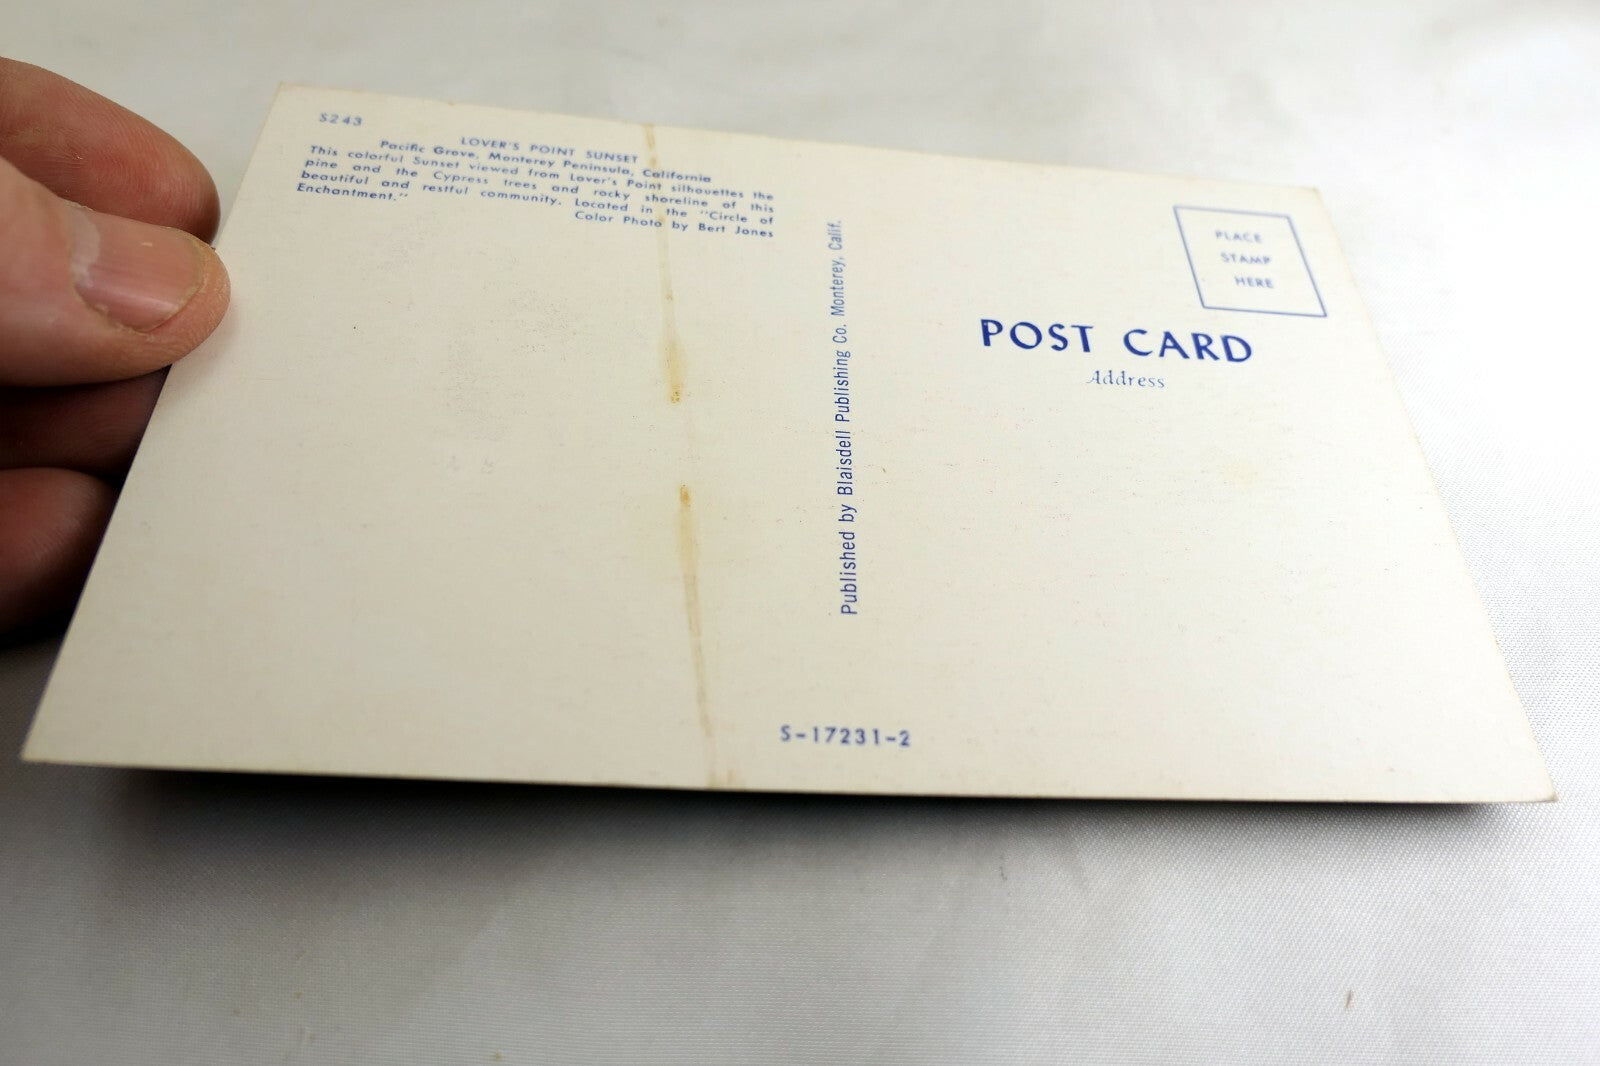 S243
LOVER'S POINT SUNSET
Pacific Grove, Monterey Peninsula, California
This colorful Sunset viewed from Lover's Point silhouettes the
pine and the Cypress trees and rocky shoreline of this
beautiful and restful community. Located in the "Circle of
Enchantment."
Color Photo by Bert Jones
Published by Blaisdell Publishing Co. Monterey, Calif.
PLACE
STAMP
HERE
POST CARD
Address
S-17231-2